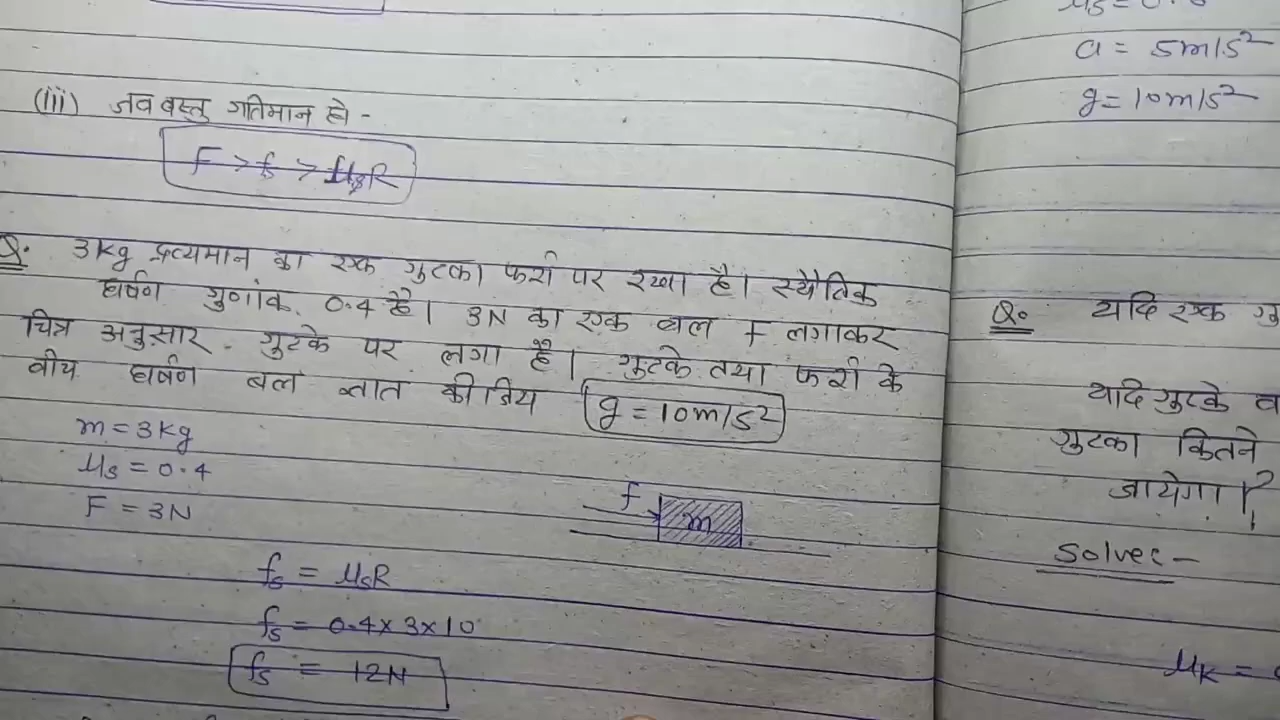 (iii) जब वस्तु गतिमान हो -
F > fs > μsR
Q. 3kg द्रव्यमान का एक गुटका फर्श पर रखा है। स्थैतिक
घर्षण गुणांक 0.4 है। 3N का एक बल F लगाकर
चित्र अनुसार गुटके पर लगा है। गुटके तथा फर्श के
बीच घर्षण बल ज्ञात कीजिय g = 10m/s²
m = 3kg
μs = 0.4
F = 3N
f
m
fs = μsR
fs = 0.4×3×10
fs = 12N
a = 5m/s²
g = 10m/s²
Q. यदि एक
यदि गुटके
गुटका कितने
जायेगा ?
Solve:-
μK =